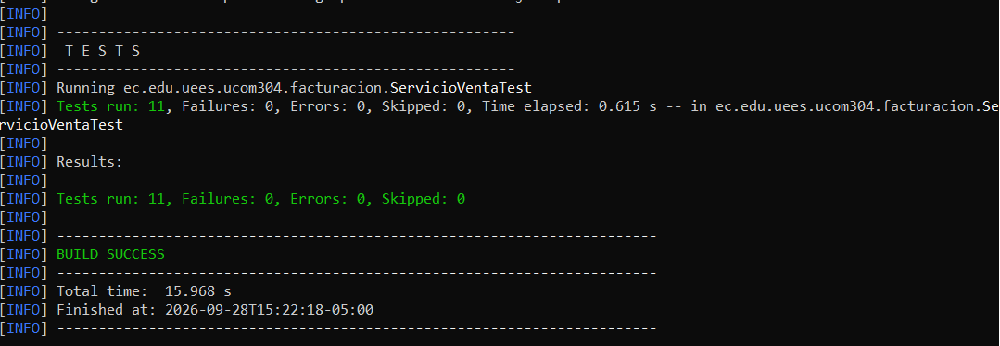 [INFO]
[INFO] -------------------------------------------------------
[INFO]  T E S T S
[INFO] -------------------------------------------------------
[INFO] Running ec.edu.uees.ucom304.facturacion.ServicioVentaTest
[INFO] Tests run: 11, Failures: 0, Errors: 0, Skipped: 0, Time elapsed: 0.615 s -- in ec.edu.uees.ucom304.facturacion.Se
rvicioVentaTest
[INFO]
[INFO] Results:
[INFO]
[INFO] Tests run: 11, Failures: 0, Errors: 0, Skipped: 0
[INFO]
[INFO] ------------------------------------------------------------------------
[INFO] BUILD SUCCESS
[INFO] ------------------------------------------------------------------------
[INFO] Total time:  15.968 s
[INFO] Finished at: 2026-09-28T15:22:18-05:00
[INFO] ------------------------------------------------------------------------